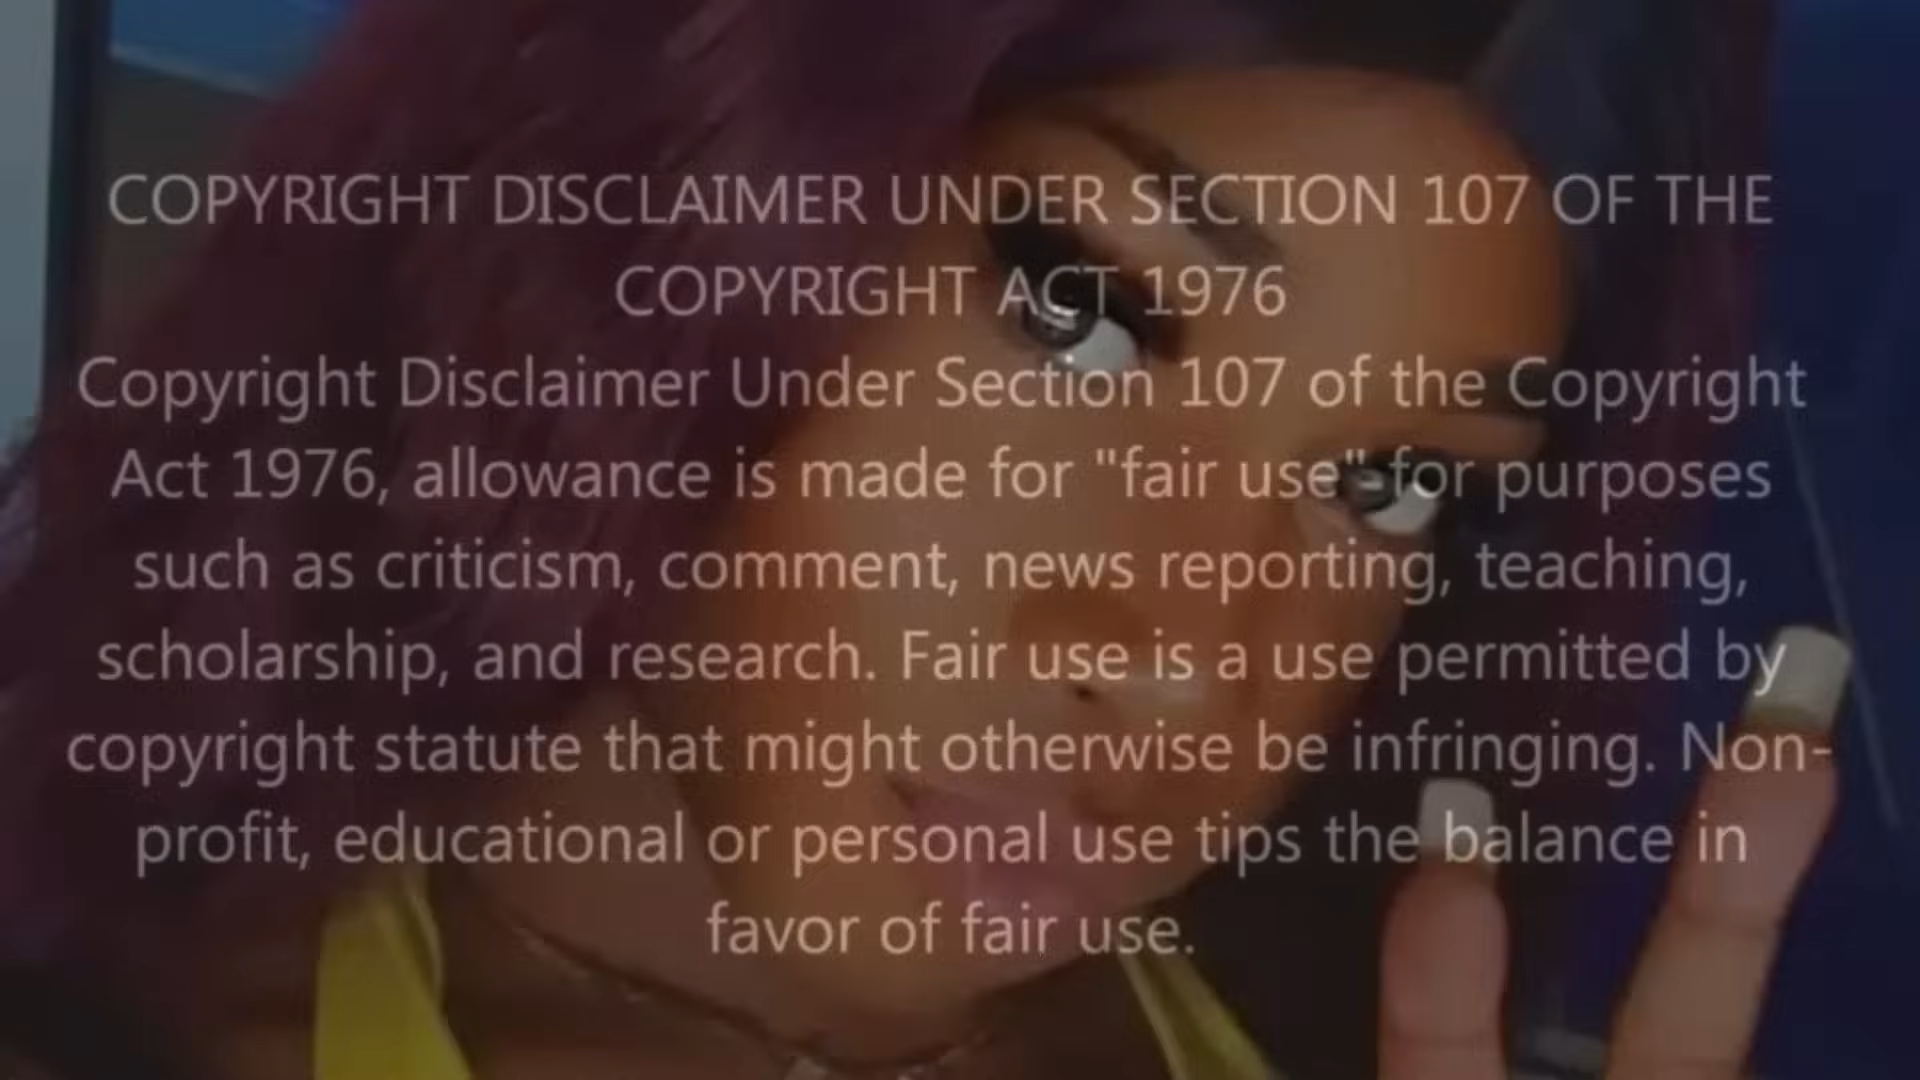 COPYRIGHT DISCLAIMER UNDER SECTION 107 OF THE
COPYRIGHT ACT 1976
Copyright Disclaimer Under Section 107 of the Copyright
Act 1976, allowance is made for "fair use" for purposes
such as criticism, comment, news reporting, teaching,
scholarship, and research. Fair use is a use permitted by
copyright statute that might otherwise be infringing. Non-
profit, educational or personal use tips the balance in
favor of fair use.